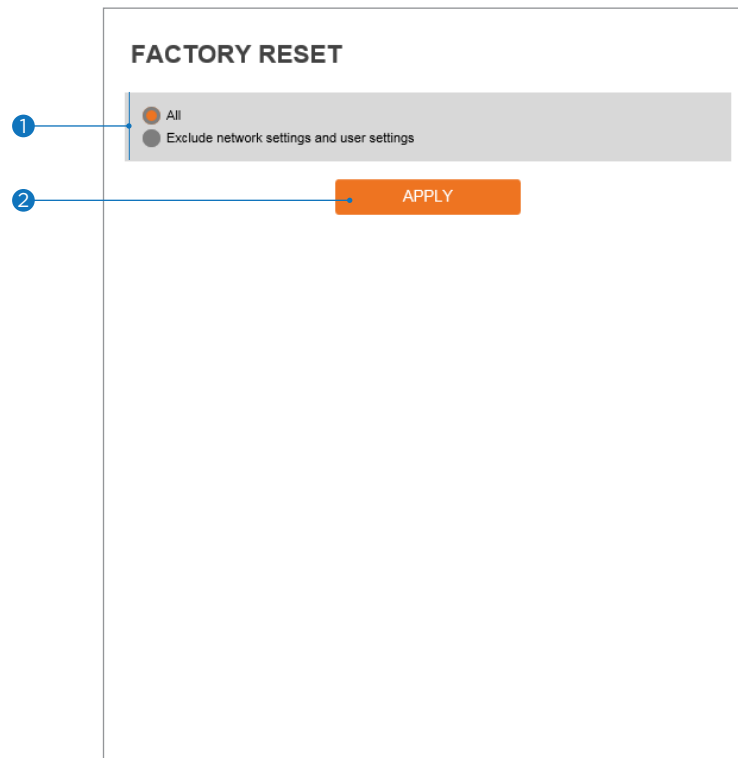 FACTORY RESET
1
All
Exclude network settings and user settings
2
APPLY